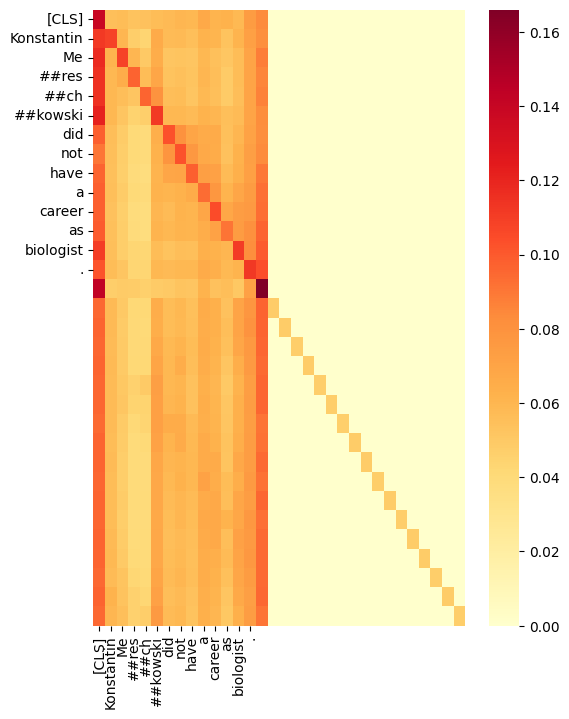 [CLS]
Konstantin
Me
##res
##ch
##kowski
did
not
have
a
career
as
biologist
.
[CLS]
Konstantin
Me
##res
##ch
##kowski
did
not
have
a
career
as
biologist
.
0.16
0.14
0.12
0.10
0.08
0.06
0.04
0.02
0.00